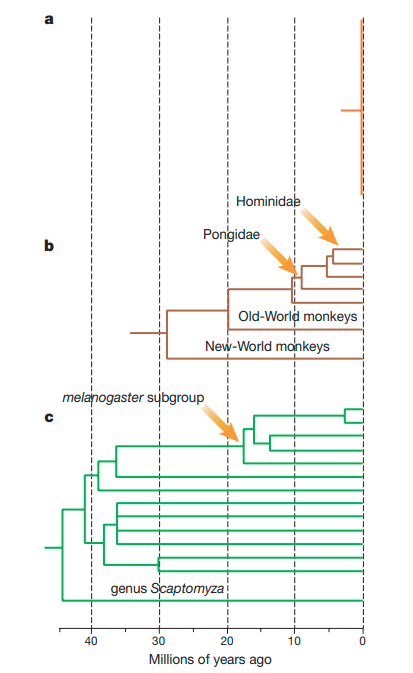 a
Hominidae
Pongidae
b
Old-World monkeys
New-World monkeys
melanogaster subgroup
c
genus Scaptomyza
40 30 20 10 0
Millions of years ago